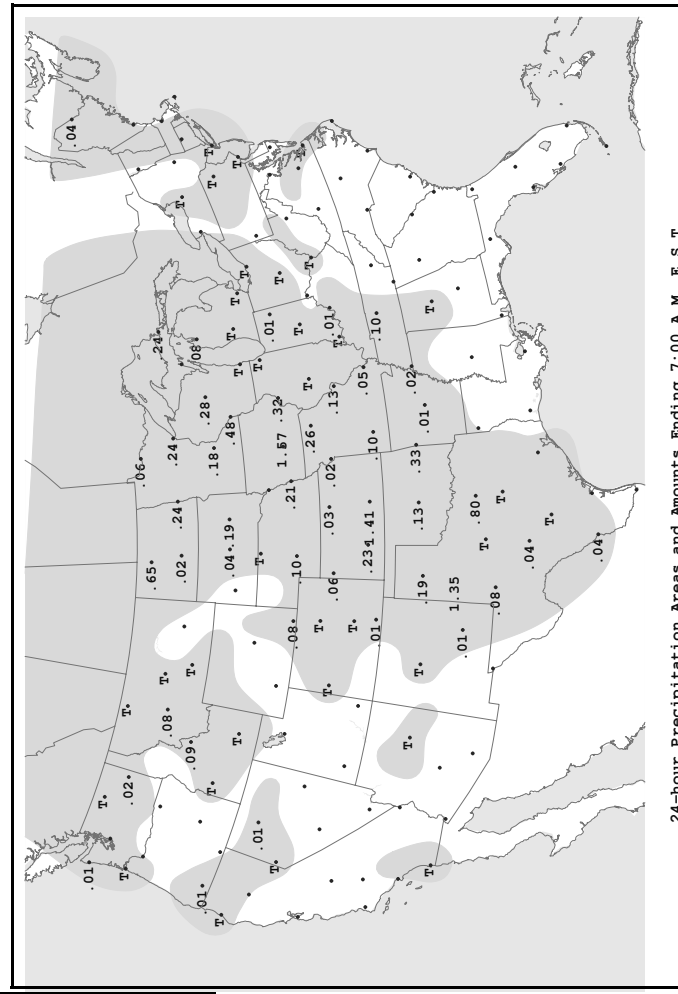 .04
.01
T
T
.02
T
.06
.65
.24
T
.08
.24
.24
.02
T
.09
T
.08
.01
.28
T
T
.18
T
T
.04 .19
.48
T
T
T
T
T
T
.01
T
T
.01
T
.32
T
1.57
.21
.08
.10
T
T
.26
T
T
T
.03
.01
.02
.06
.13
T
T
.05
.23 1.41
.10
.01
.10
T
.02
.33
.13
T
.19
.01
T
T
1.35
.01
.80
T
.08
T
.04
T
.04
24-hour Precipitation Areas and Amounts Ending 7:00 A.M. E.S.T